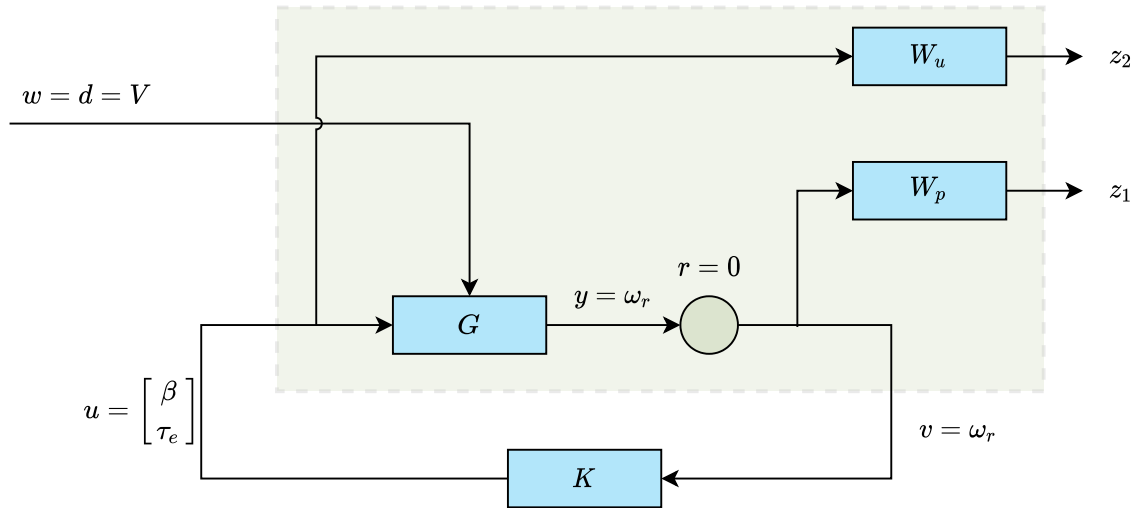 W_u
z_2
w = d = V
W_p
z_1
r = 0
y = ω_r
G
u = [β
τ_e]
v = ω_r
K